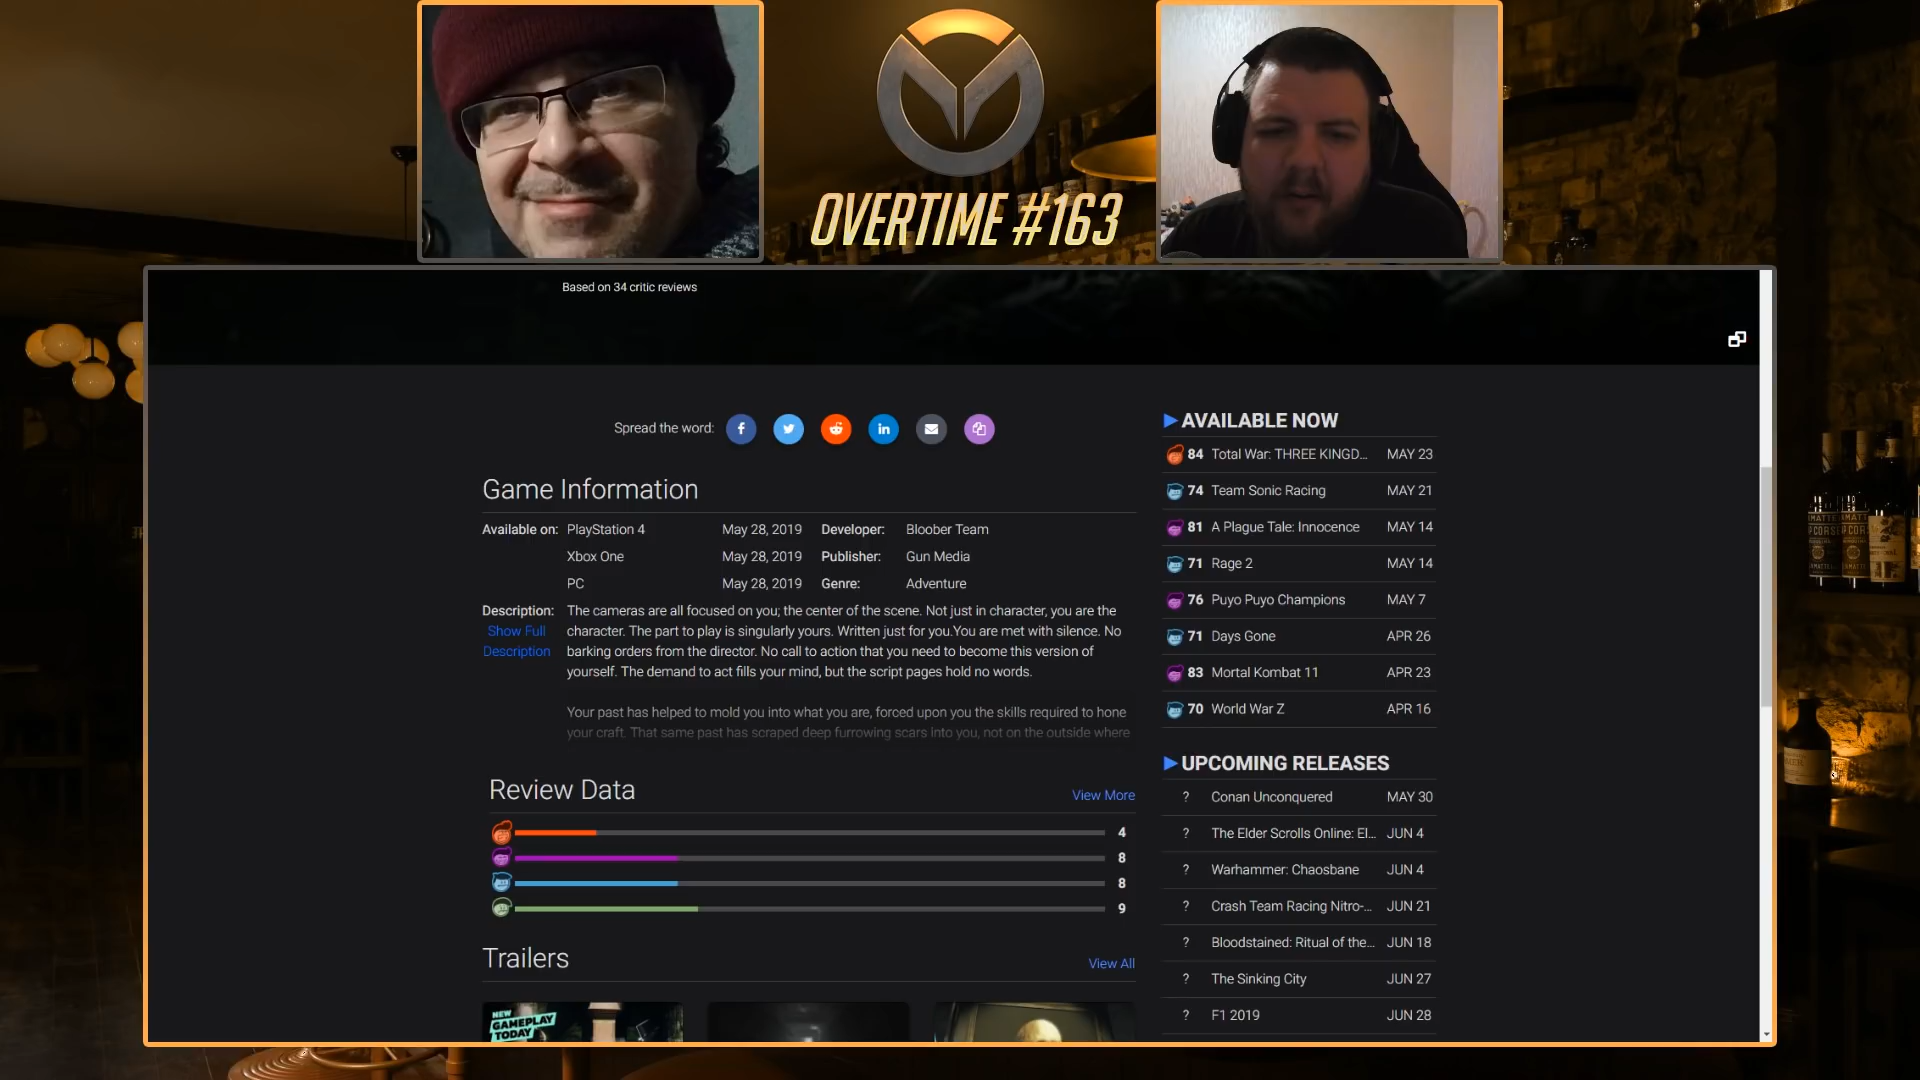 OVERTIME #163
Based on 34 critic reviews
Spread the word:
Game Information
Available on: PlayStation 4 May 28, 2019 Developer: Bloober Team
Xbox One May 28, 2019 Publisher: Gun Media
PC May 28, 2019 Genre: Adventure
Description: The cameras are all focused on you; the center of the scene. Not just in character, you are the
Show Full character. The part to play is singularly yours. Written just for you.You are met with silence. No
Description barking orders from the director. No call to action that you need to become this version of
yourself. The demand to act fills your mind, but the script pages hold no words.
Your past has helped to mold you into what you are, forced upon you the skills required to hone
your craft. That same past has scraped deep furrowing scars into you, not on the outside where
Review Data View More
4
8
8
9
Trailers View All
NEW
GAMEPLAY
TODAY
AVAILABLE NOW
84 Total War: THREE KINGD... MAY 23
74 Team Sonic Racing MAY 21
81 A Plague Tale: Innocence MAY 14
71 Rage 2 MAY 14
76 Puyo Puyo Champions MAY 7
71 Days Gone APR 26
83 Mortal Kombat 11 APR 23
70 World War Z APR 16
UPCOMING RELEASES
? Conan Unconquered MAY 30
? The Elder Scrolls Online: El... JUN 4
? Warhammer: Chaosbane JUN 4
? Crash Team Racing Nitro-... JUN 21
? Bloodstained: Ritual of the... JUN 18
? The Sinking City JUN 27
? F1 2019 JUN 28